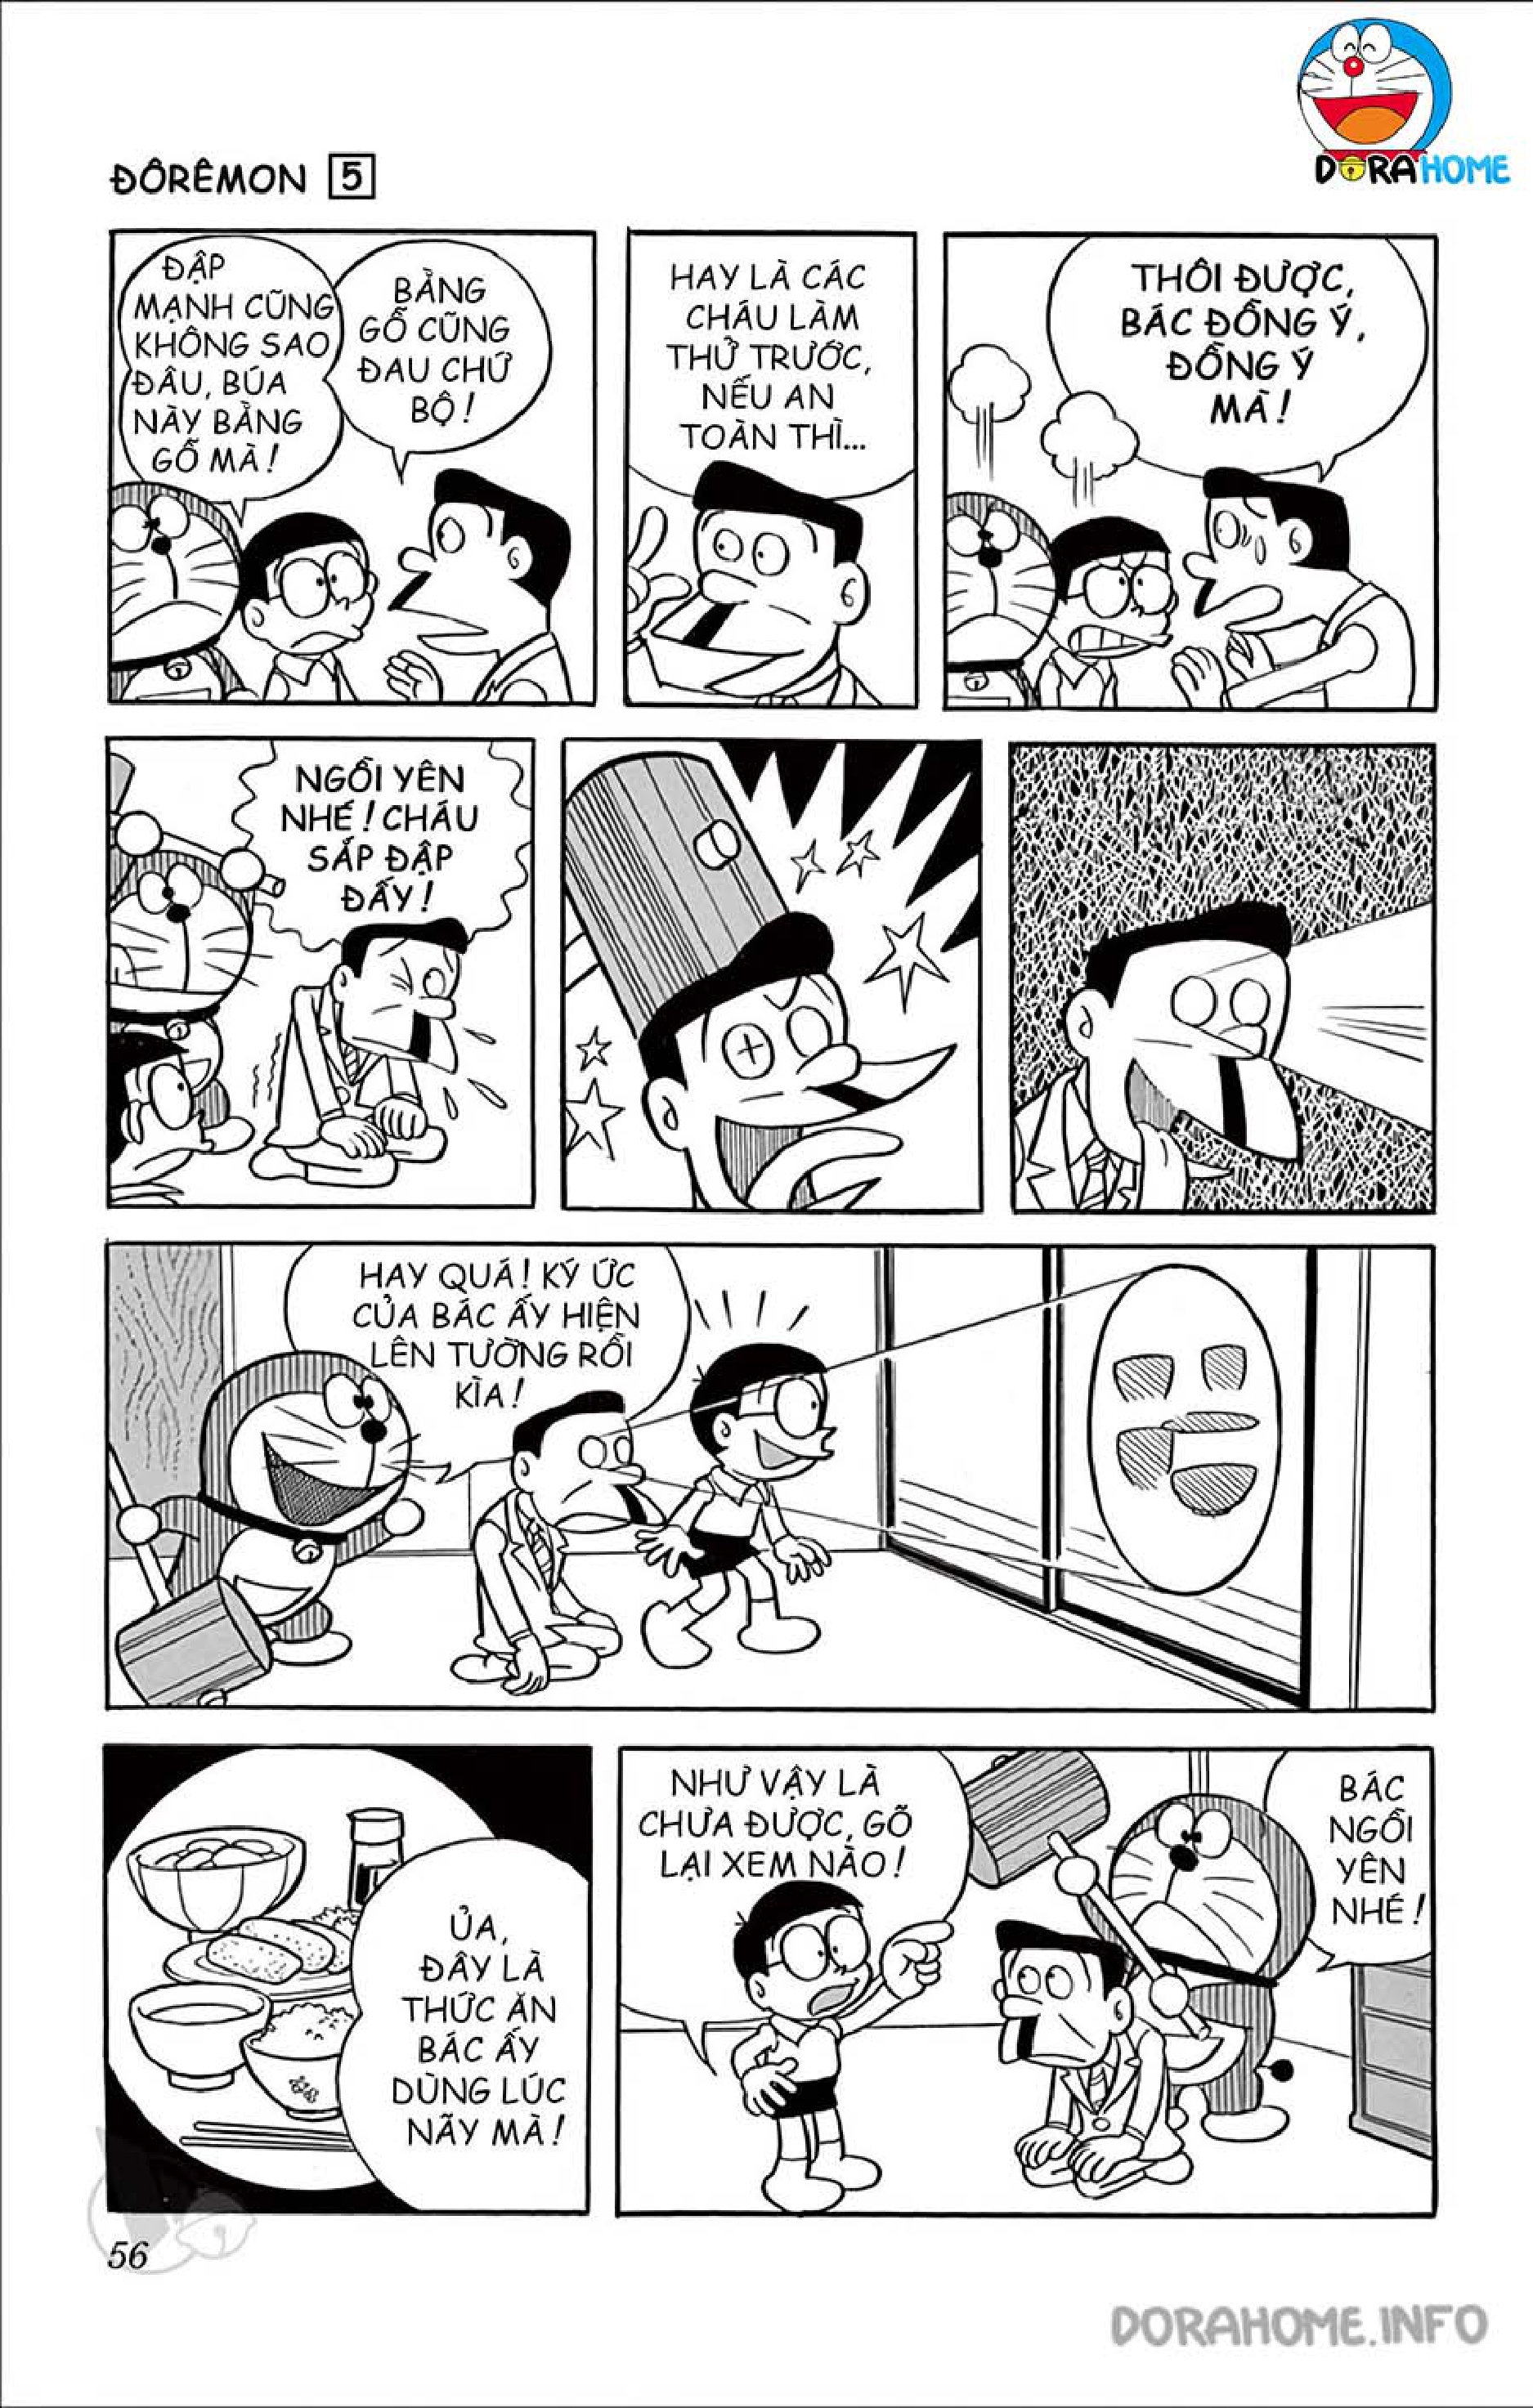 DORAHOME
ĐÔRÊMON 5
ĐẬP
MẠNH CŨNG
KHÔNG SAO
ĐÂU, BÚA
NÀY BẰNG
GỖ MÀ!
BẰNG
GỖ CŨNG
ĐAU CHỨ
BỘ!
HAY LÀ CÁC
CHÁU LÀM
THỬ TRƯỚC,
NẾU AN
TOÀN THÌ...
THÔI ĐƯỢC,
BÁC ĐỒNG Ý,
ĐỒNG Ý
MÀ!
NGỒI YÊN
NHÉ! CHÁU
SẮP ĐẬP
ĐẤY!
HAY QUÁ! KÝ ỨC
CỦA BÁC ẤY HIỆN
LÊN TƯỜNG RỒI
KÌA!
ỦA,
ĐÂY LÀ
THỨC ĂN
BÁC ẤY
DÙNG LÚC
NÃY MÀ!
NHƯ VẬY LÀ
CHƯA ĐƯỢC, GÕ
LẠI XEM NÀO!
BÁC
NGỒI
YÊN
NHÉ!
56
DORAHOME.INFO